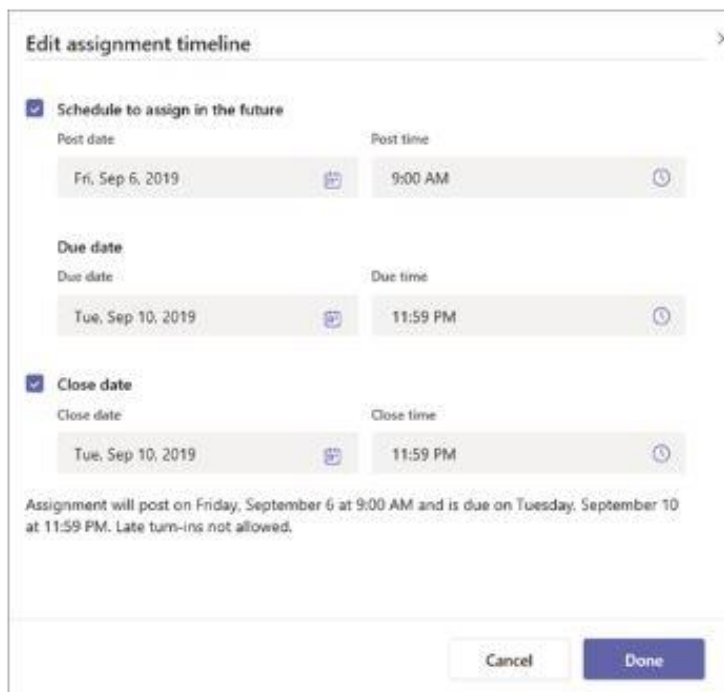 Edit assignment timeline
Schedule to assign in the future
Post date Post time
Fri, Sep 6, 2019 9:00 AM
Due date
Due date Due time
Tue, Sep 10, 2019 11:59 PM
Close date
Close date Close time
Tue, Sep 10, 2019 11:59 PM
Assignment will post on Friday, September 6 at 9:00 AM and is due on Tuesday, September 10
at 11:59 PM. Late turn-ins not allowed.
Cancel Done